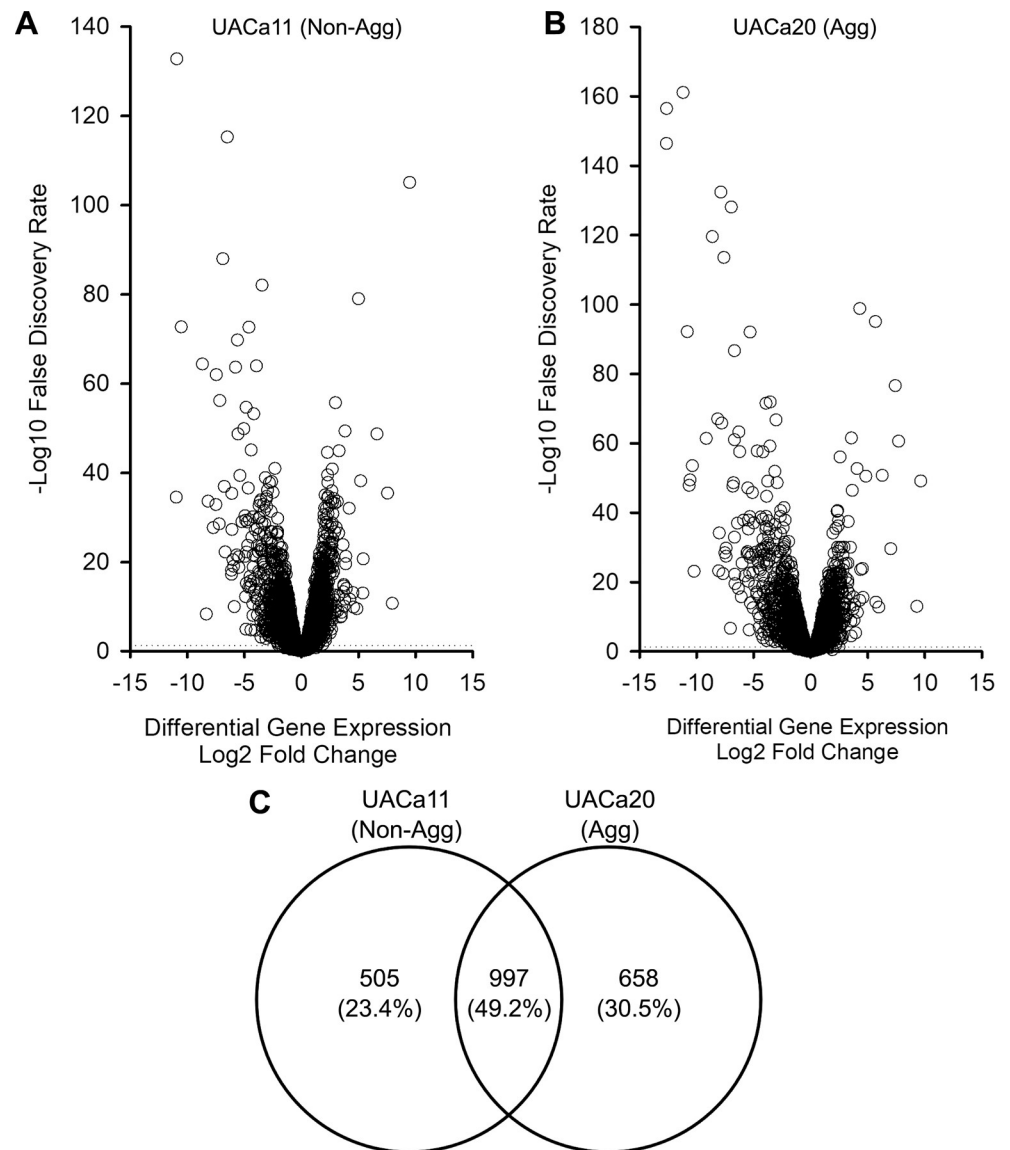 A
UACa11 (Non-Agg)
140
120
100
80
60
40
20
0
-Log10 False Discovery Rate
-15 -10 -5 0 5 10 15
Differential Gene Expression
Log2 Fold Change
B
UACa20 (Agg)
180
160
140
120
100
80
60
40
20
0
-Log10 False Discovery Rate
-15 -10 -5 0 5 10 15
Differential Gene Expression
Log2 Fold Change
C
UACa11
(Non-Agg)
UACa20
(Agg)
505
(23.4%)
997
(49.2%)
658
(30.5%)